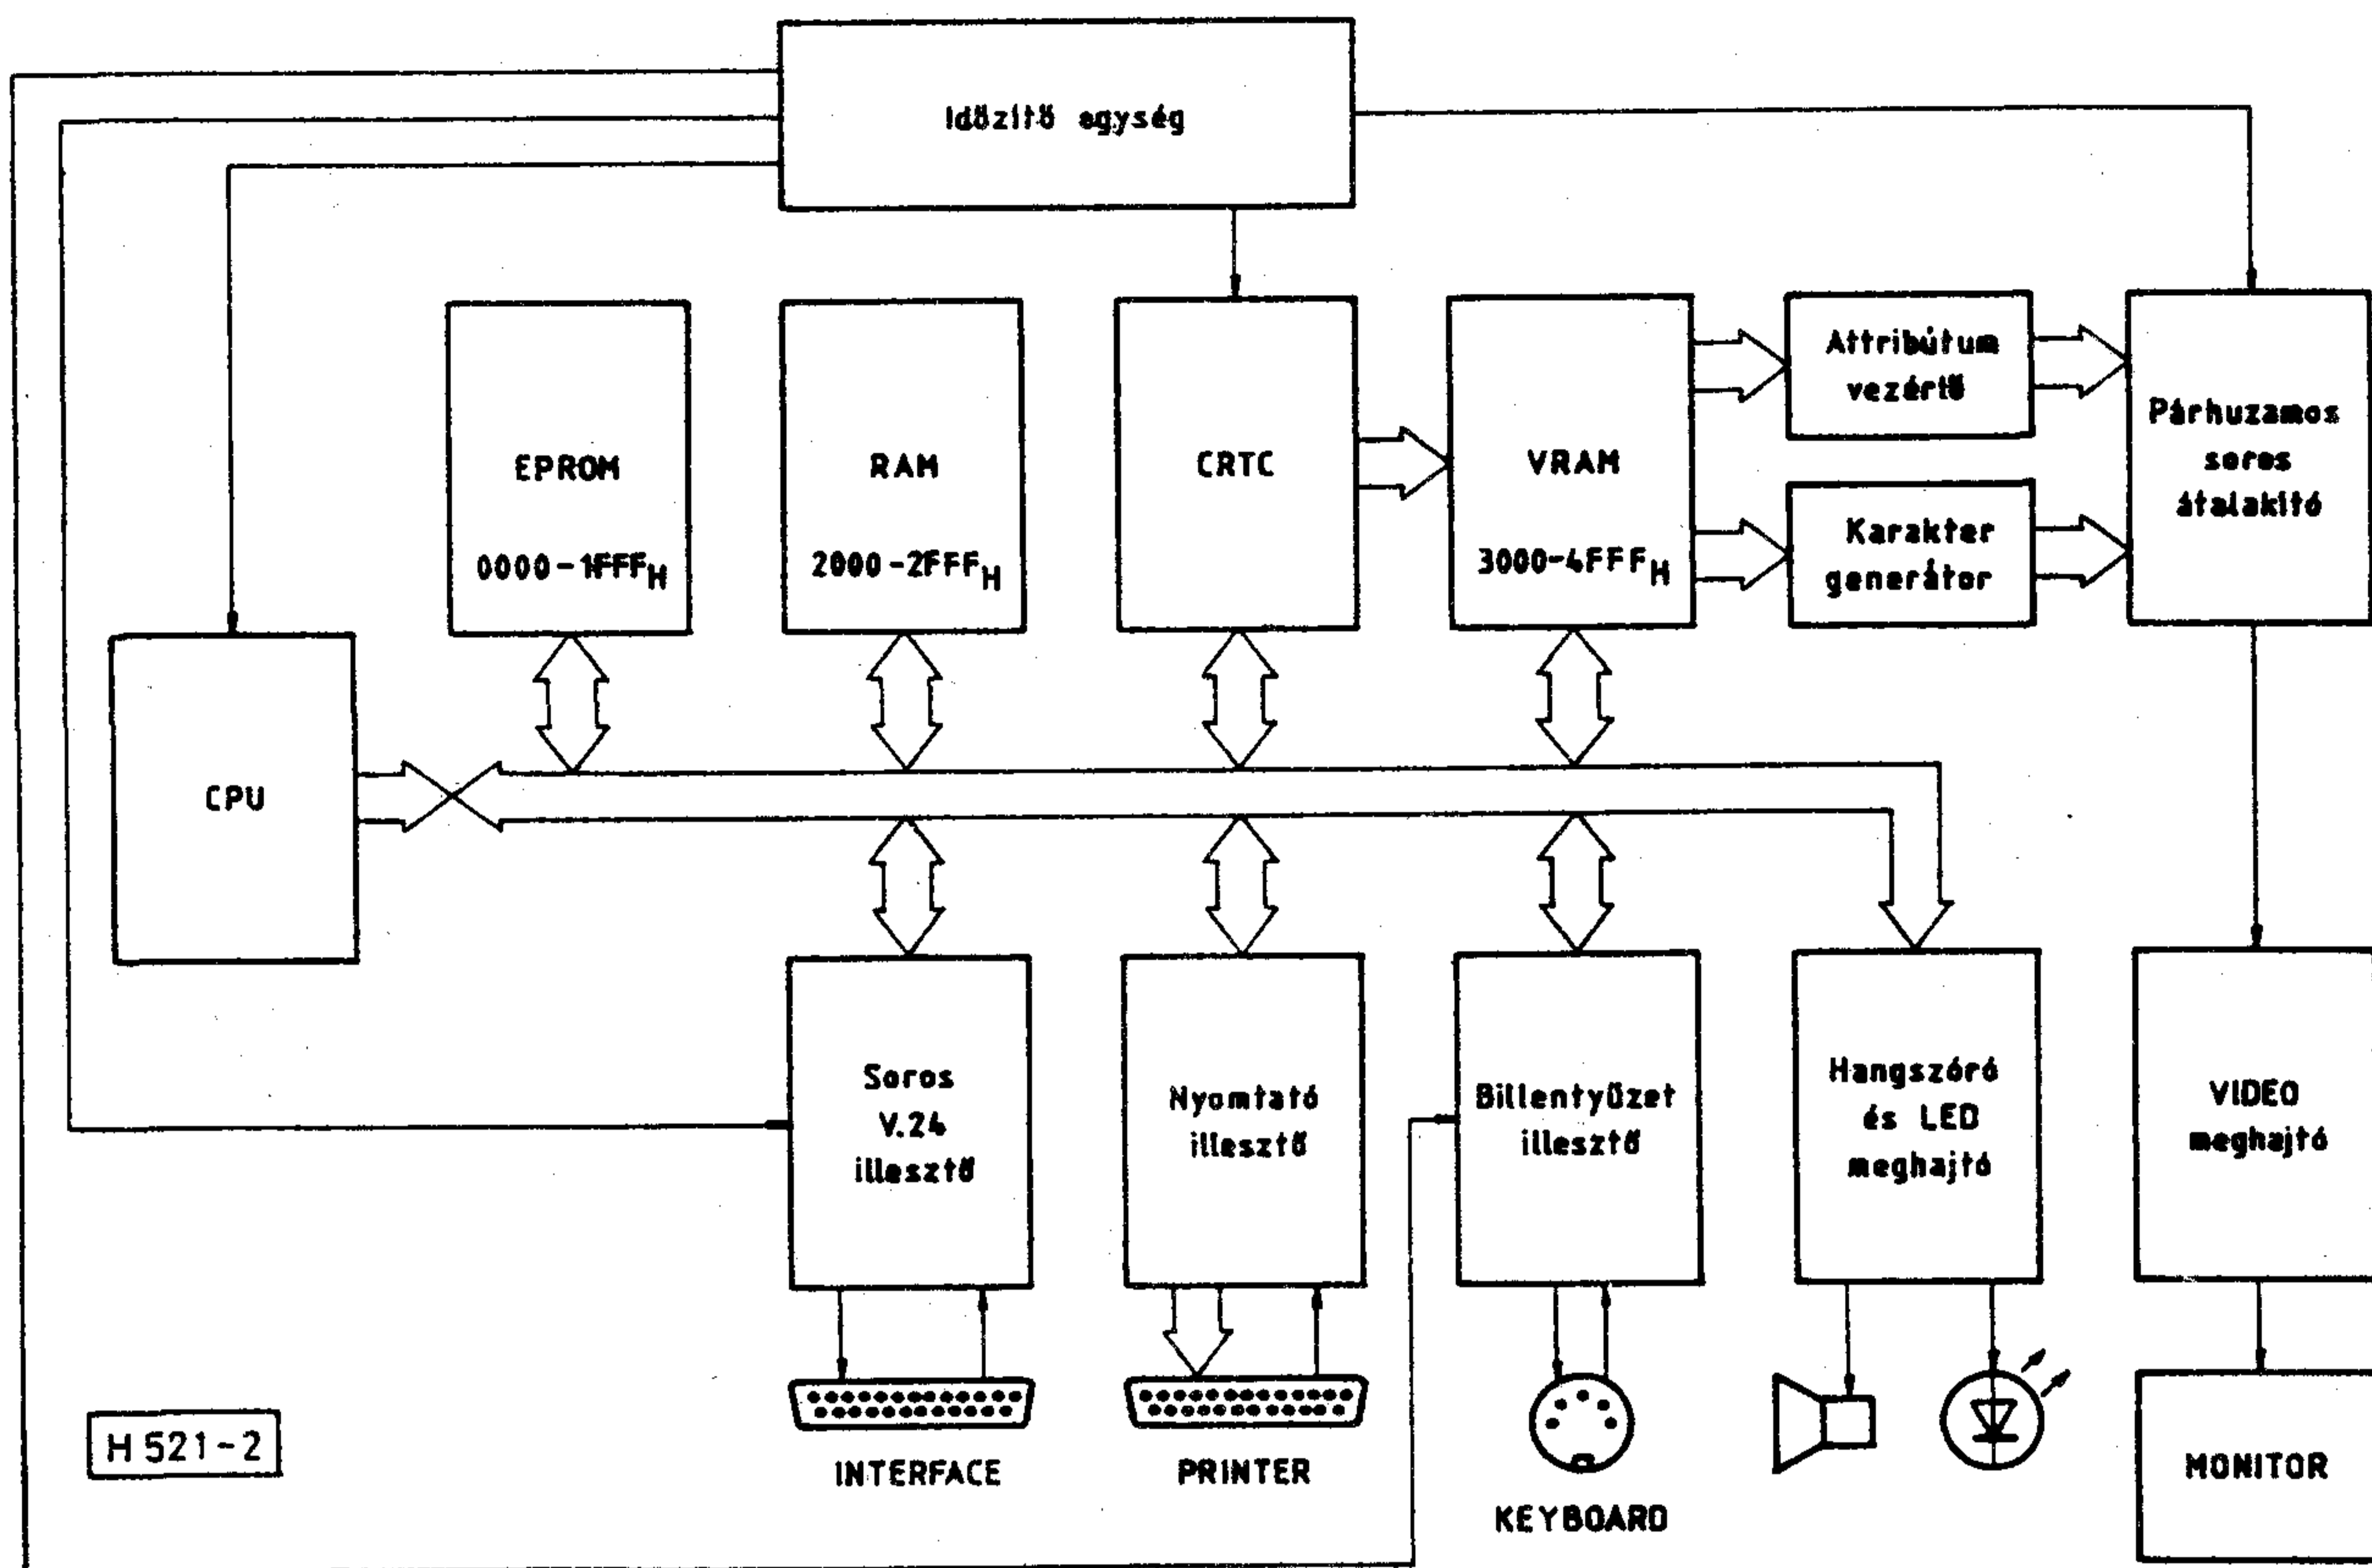 Időzítő egység
EPROM
0000-1FFFH
RAM
2000-2FFFH
CRTC
VRAM
3000-4FFFH
Attribútum
vezérlő
Karakter
generátor
Párhuzamos
soros
átalakító
CPU
Soros
V.24
illesztő
Nyomtató
illesztő
Billentyűzet
illesztő
Hangszóró
és LED
meghajtó
VIDEO
meghajtó
H 521-2
INTERFACE
PRINTER
KEYBOARD
MONITOR